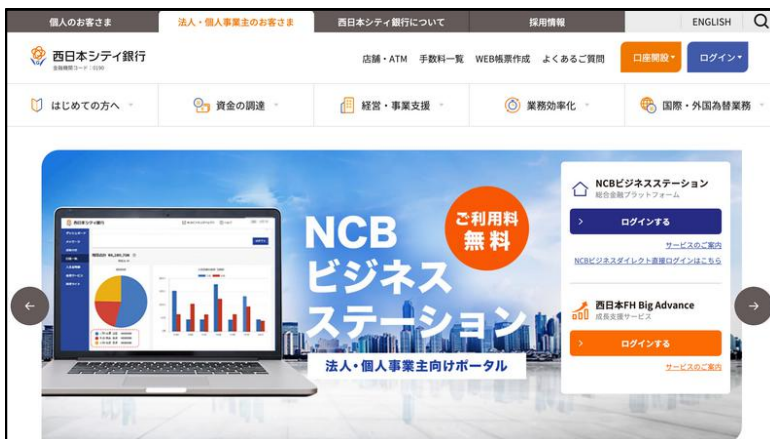 個人のお客さま
法人・個人事業主のお客さま
西日本シティ銀行について
採用情報
ENGLISH
西日本シティ銀行
店舗・ATM
手数料一覧
WEB帳票作成
よくあるご質問
口座開設
ログイン
はじめての方へ
資金の調達
経営・事業支援
業務効率化
国際・外国為替業務
西日本シティ銀行
NCB
ビジネス
ステーション
ご利用料
無料
法人・個人事業主向けポータル
NCBビジネスステーション
総合金融プラットフォーム
ログインする
サービスのご案内
NCBビジネスダイレクト直接ログインはこちら
西日本FH Big Advance
成長支援サービス
ログインする
サービスのご案内